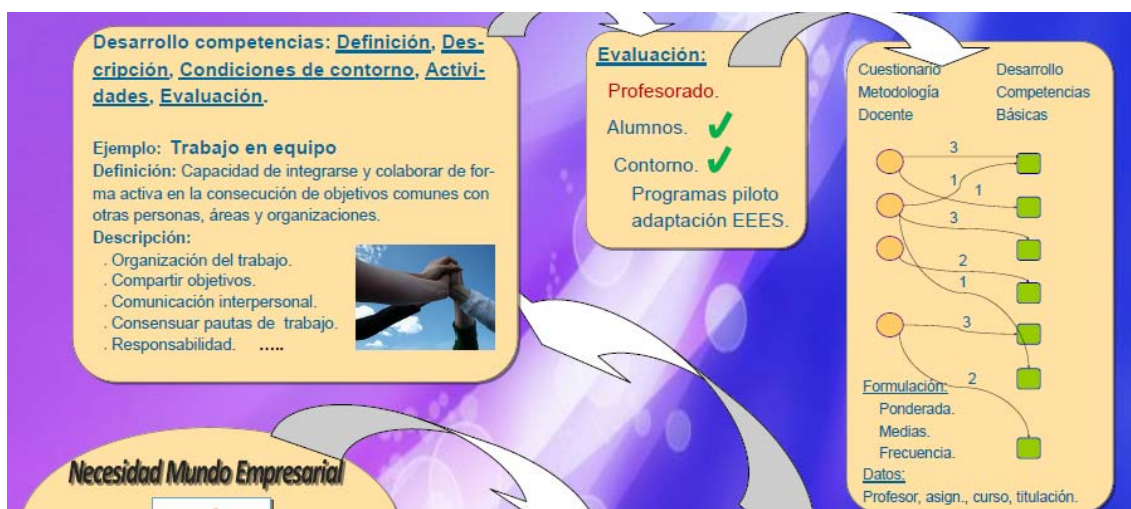 Desarrollo competencias: Definición, Des-
cripción, Condiciones de contorno, Activi-
dades, Evaluación.
Ejemplo: Trabajo en equipo
Definición: Capacidad de integrarse y colaborar de for-
ma activa en la consecución de objetivos comunes con
otras personas, áreas y organizaciones.
Descripción:
. Organización del trabajo.
. Compartir objetivos.
. Comunicación interpersonal.
. Consensuar pautas de trabajo.
. Responsabilidad. .....
Evaluación:
Profesorado.
Alumnos.
Contorno.
Programas piloto
adaptación EEES.
Cuestionario
Metodología
Docente
Desarrollo
Competencias
Básicas
3
1
1
3
2
1
3
2
Formulación:
Ponderada.
Medias.
Frecuencia.
Datos:
Profesor, asign., curso, titulación.
Necesidad Mundo Empresarial